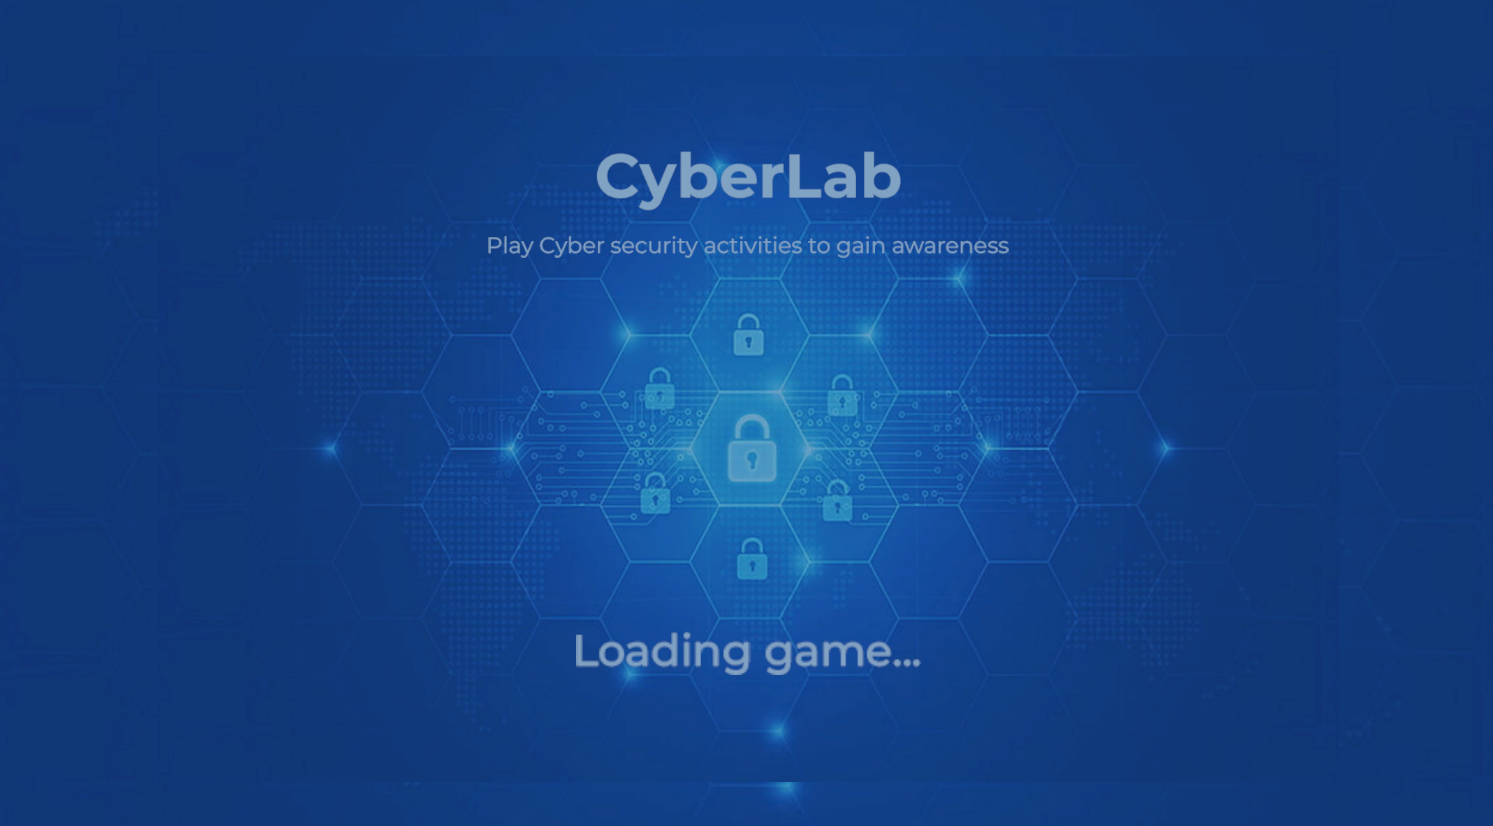 CyberLab
Play Cyber security activities to gain awareness
Loading game...